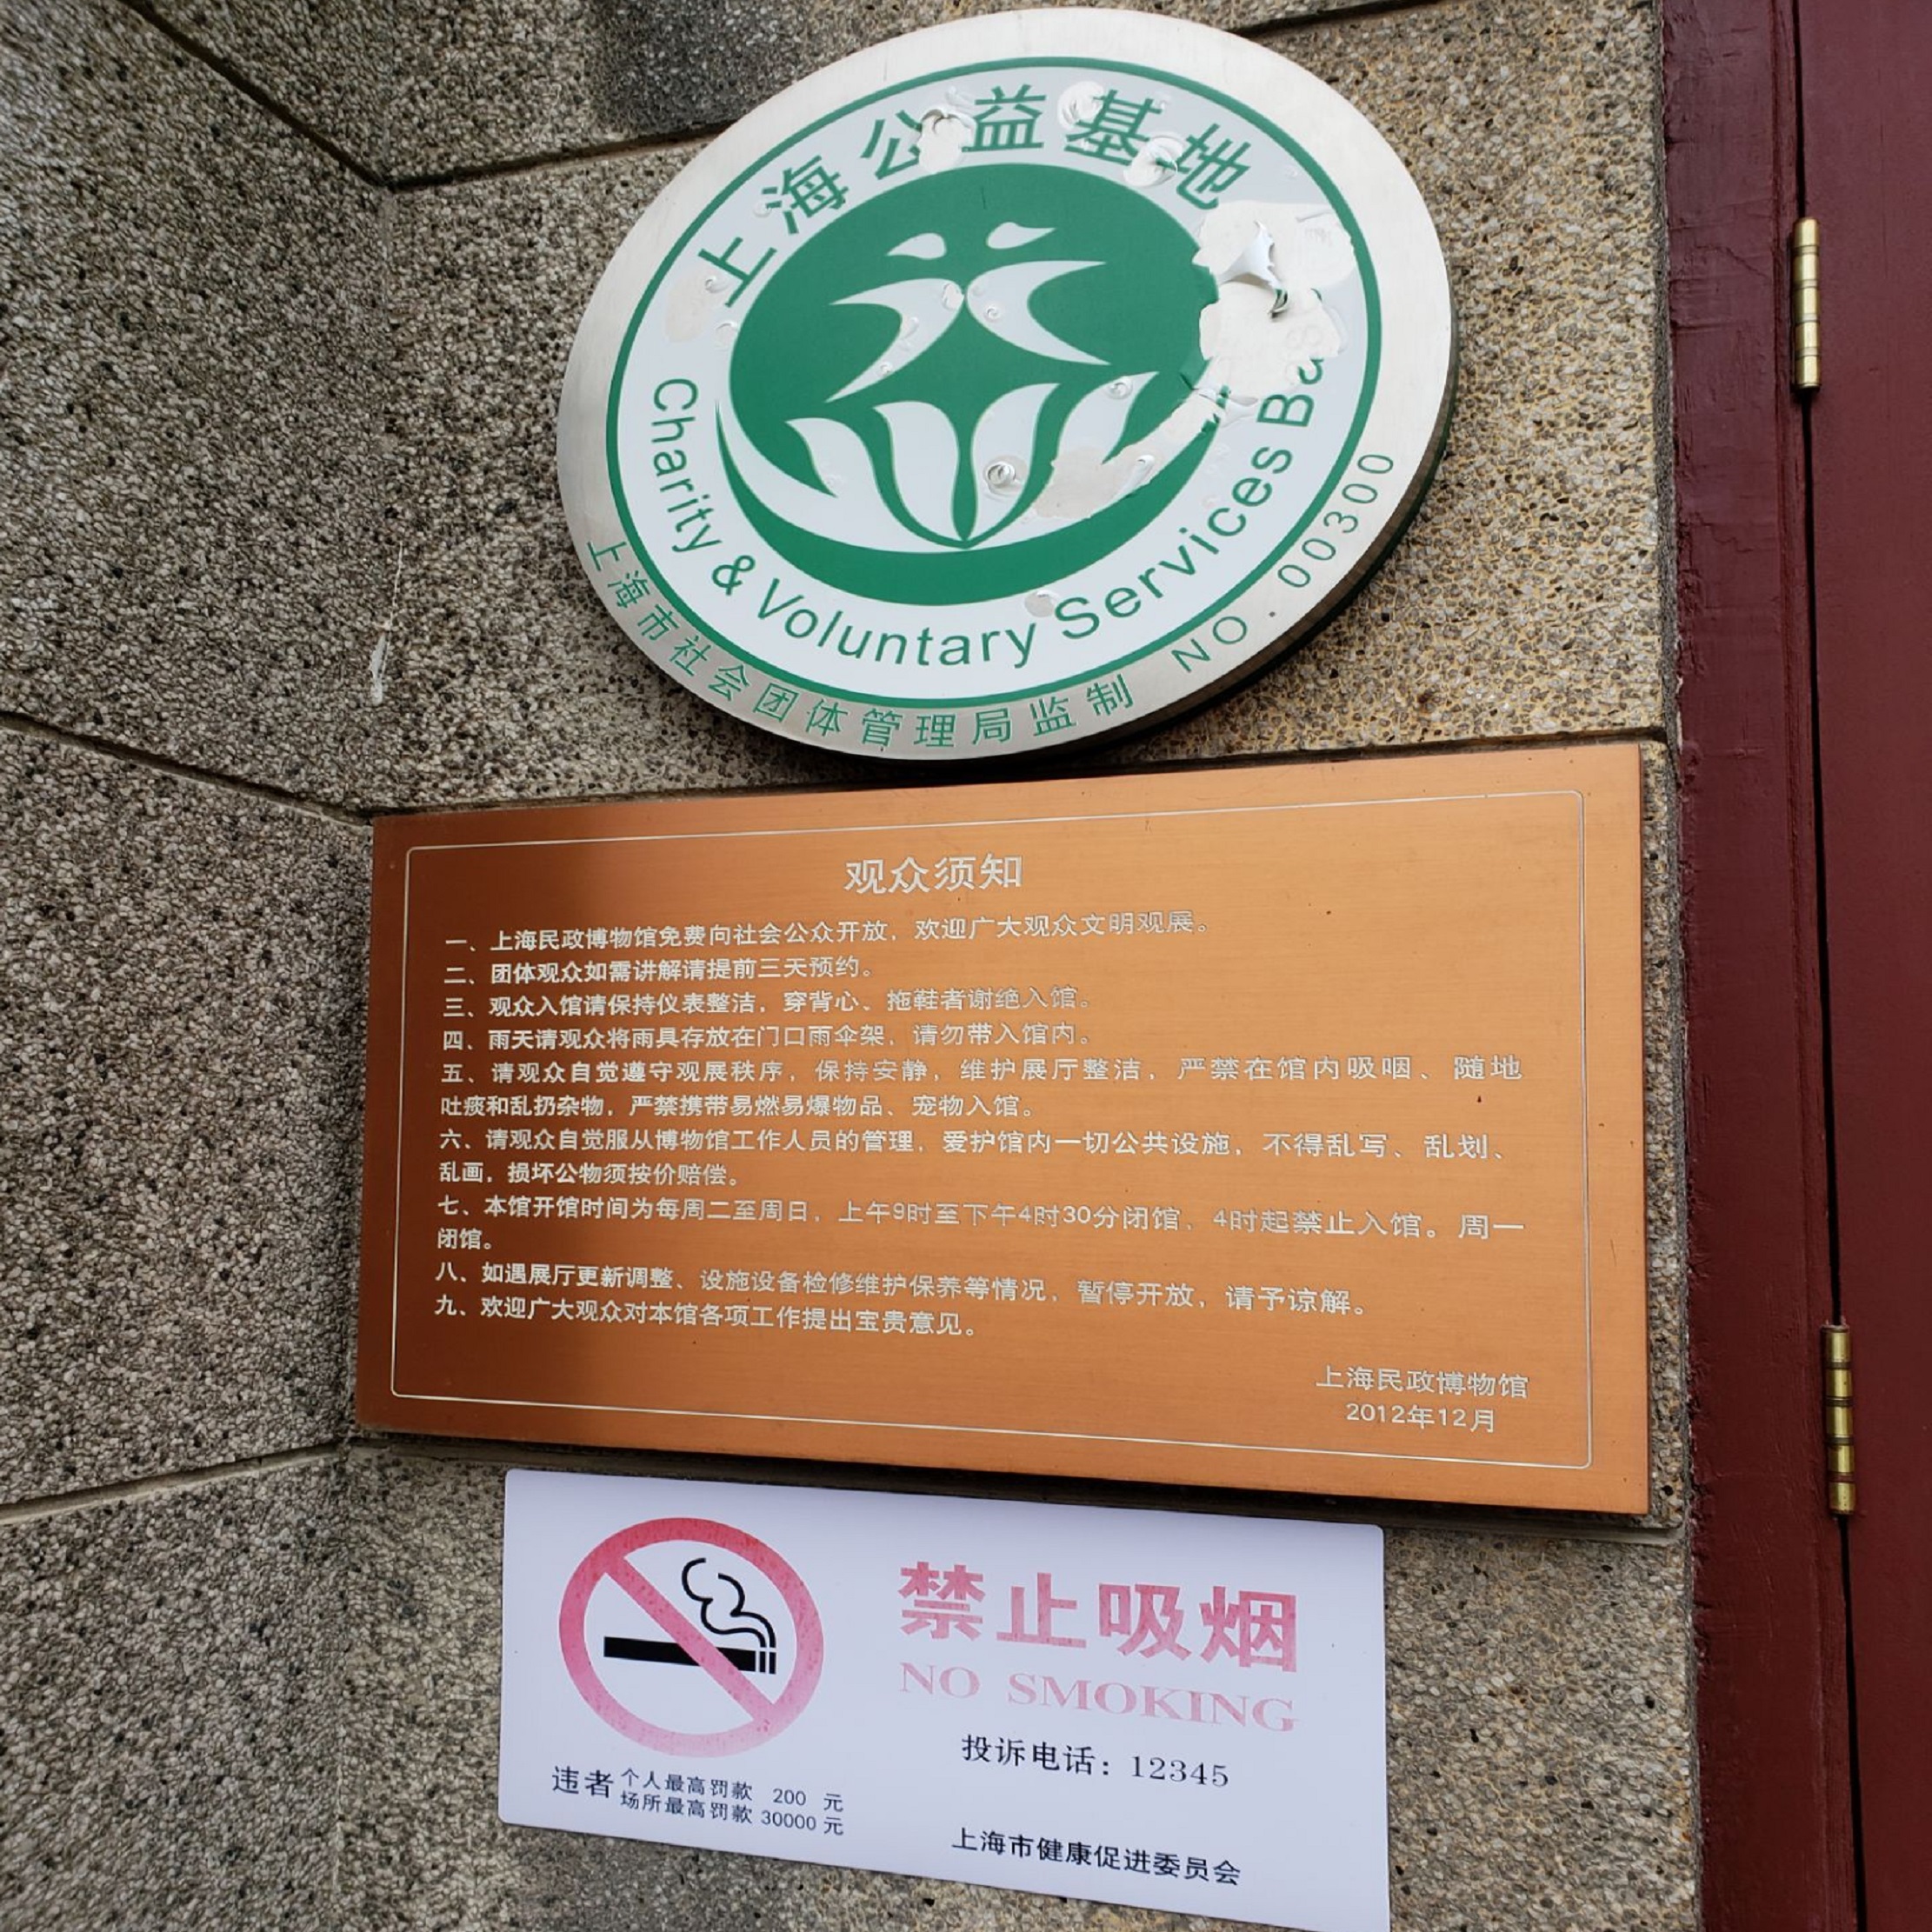 上海公益基地
Charity & Voluntary Services Ba
上海市社会团体管理局监制 NO.00300
观众须知
一、上海民政博物馆免费向社会公众开放，欢迎广大观众文明观展。
二、团体观众如需讲解请提前三天预约。
三、观众入馆请保持仪表整洁，穿背心、拖鞋者谢绝入馆。
四、雨天请观众将雨具存放在门口雨伞架，请勿带入馆内。
五、请观众自觉遵守观展秩序，保持安静，维护展厅整洁，严禁在馆内吸咽、随地
吐痰和乱扔杂物，严禁携带易燃易爆物品、宠物入馆。
六、请观众自觉服从博物馆工作人员的管理，爱护馆内一切公共设施，不得乱写、乱划、
乱画，损坏公物须按价赔偿。
七、本馆开馆时间为每周二至周日，上午9时至下午4时30分闭馆，4时起禁止入馆。周一
闭馆。
八、如遇展厅更新调整、设施设备检修维护保养等情况，暂停开放，请予谅解。
九、欢迎广大观众对本馆各项工作提出宝贵意见。
上海民政博物馆
2012年12月
禁止吸烟
NO SMOKING
投诉电话：12345
违者 个人最高罚款 200 元
场所最高罚款 30000 元
上海市健康促进委员会